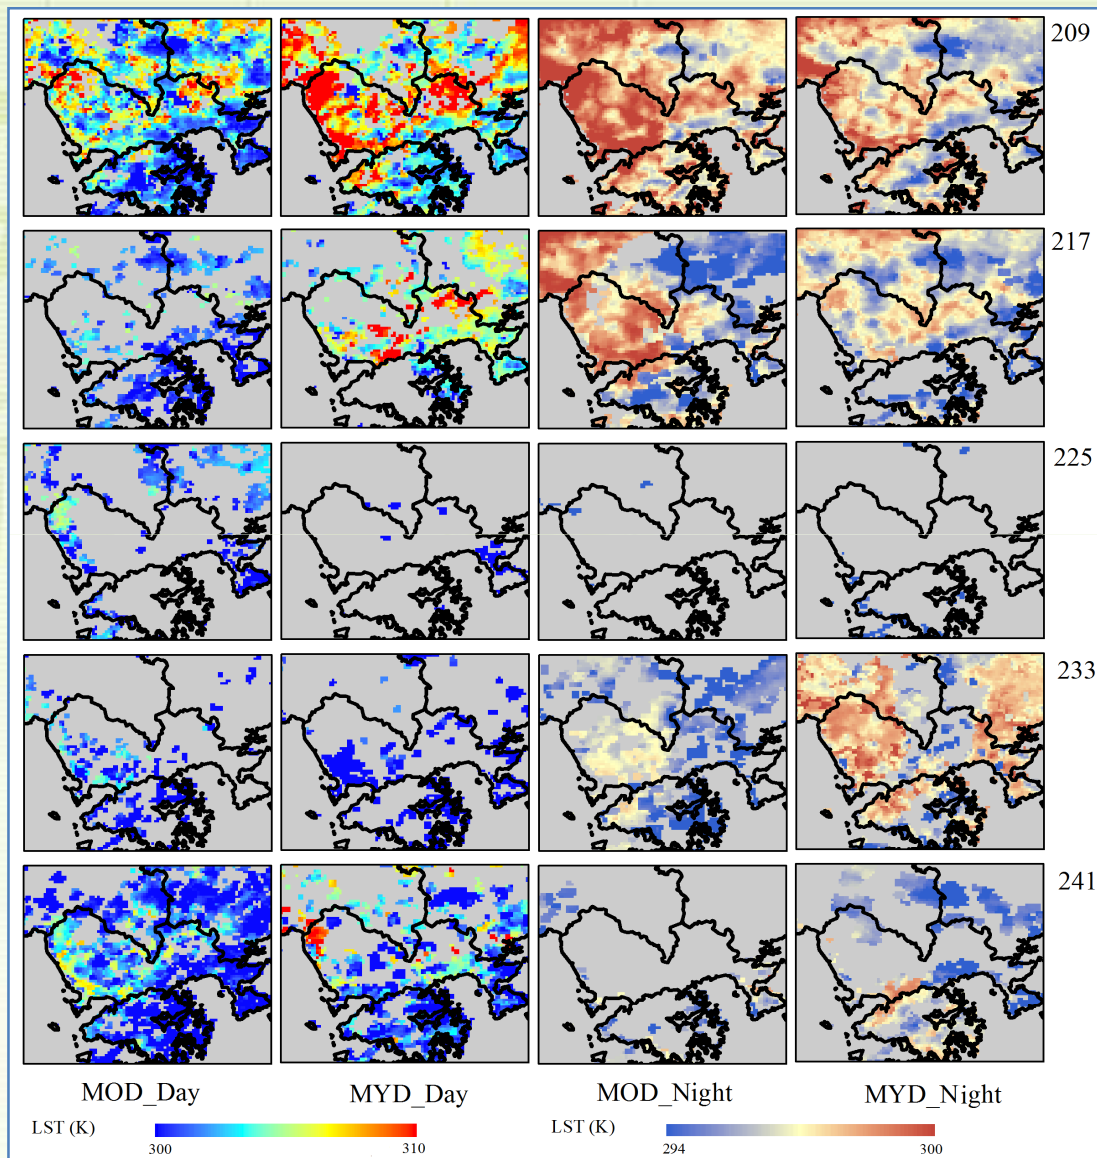 209
217
225
233
241
MOD_Day MYD_Day MOD_Night MYD_Night
LST (K) LST (K)
300 310 294 300